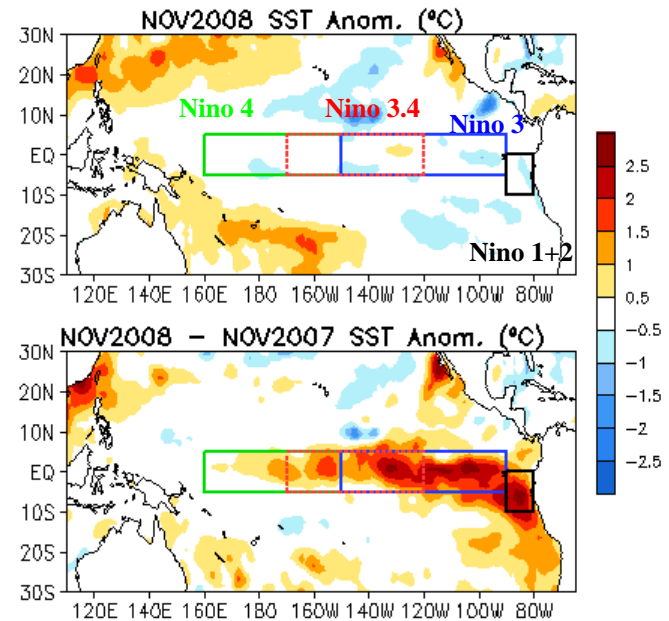 NOV2008 SST Anom. (ºC)
30N
20N
10N
EQ
10S
20S
30S
Nino 4
Nino 3.4
Nino 3
Nino 1+2
120E 140E 160E 180 160W 140W 120W 100W 80W
NOV2008 – NOV2007 SST Anom. (ºC)
30N
20N
10N
EQ
10S
20S
30S
120E 140E 160E 180 160W 140W 120W 100W 80W
2.5
2
1.5
1
0.5
−0.5
−1
−1.5
−2
−2.5